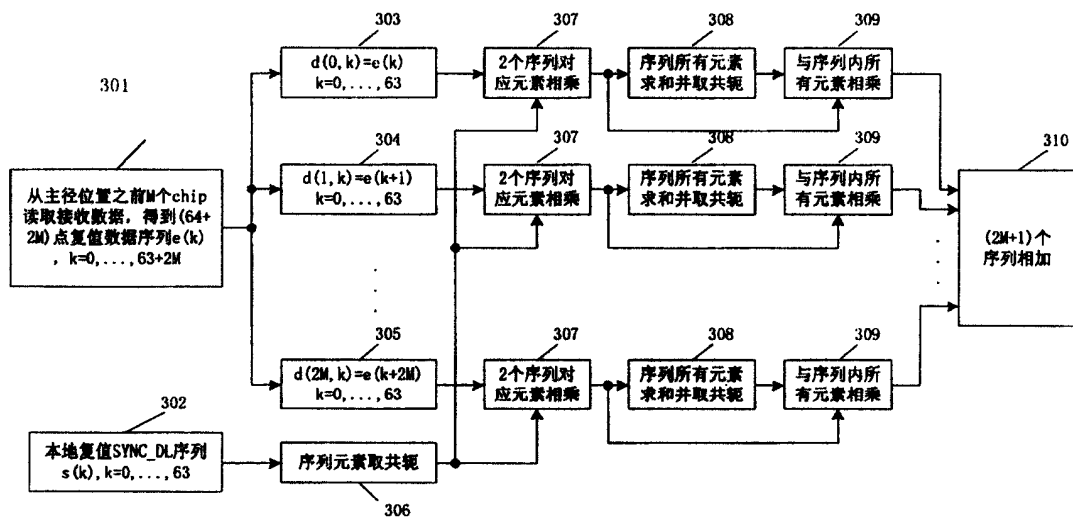 303
307
308
309
d(0,k)=e(k)
k=0,...,63
2个序列对
应元素相乘
序列所有元素
求和并取共轭
与序列内所
有元素相乘
301
304
307
308
309
310
d(1,k)=e(k+1)
k=0,...,63
2个序列对
应元素相乘
序列所有元素
求和并取共轭
与序列内所
有元素相乘
从主径位置之前M个chip
读取接收数据，得到(64+
2M)点复值数据序列e(k)
，k=0,...,63+2M
(2M+1)个
序列相加
305
307
308
309
d(2M,k)=e(k+2M)
k=0,...,63
2个序列对
应元素相乘
序列所有元素
求和并取共轭
与序列内所
有元素相乘
302
本地复值SYNC_DL序列
s(k),k=0,...,63
序列元素取共轭
306